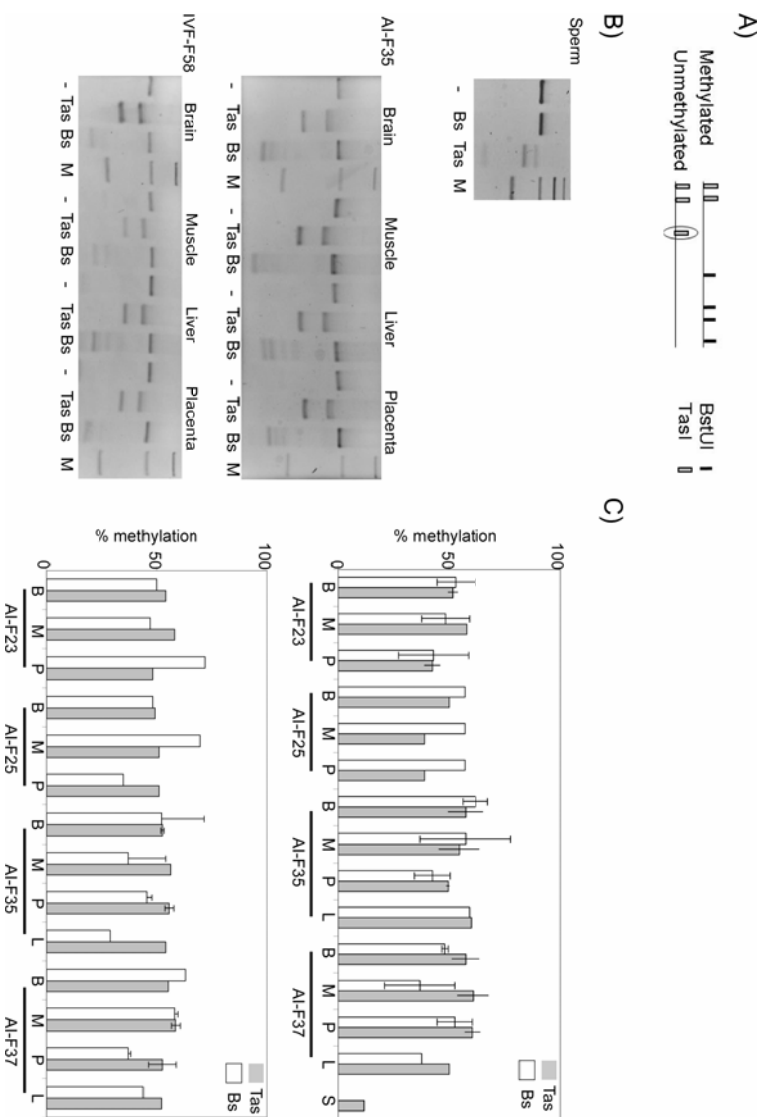 A)
Methylated
Unmethylated
BstUI
TasI
B)
Sperm
- Bs Tas M
AI-F35
Brain Muscle Liver Placenta
- Tas Bs M - Tas Bs - Tas Bs - Tas Bs M
IVF-F58
Brain Muscle Liver Placenta
- Tas Bs M - Tas Bs - Tas Bs - Tas Bs M
C)
% methylation
100
50
0
Tas
Bs
B M P B M P B M P L B M P L S
AI-F23 AI-F25 AI-F35 AI-F37
% methylation
100
50
0
Tas
Bs
B M P B M P B M P L B M P L
AI-F23 AI-F25 AI-F35 AI-F37